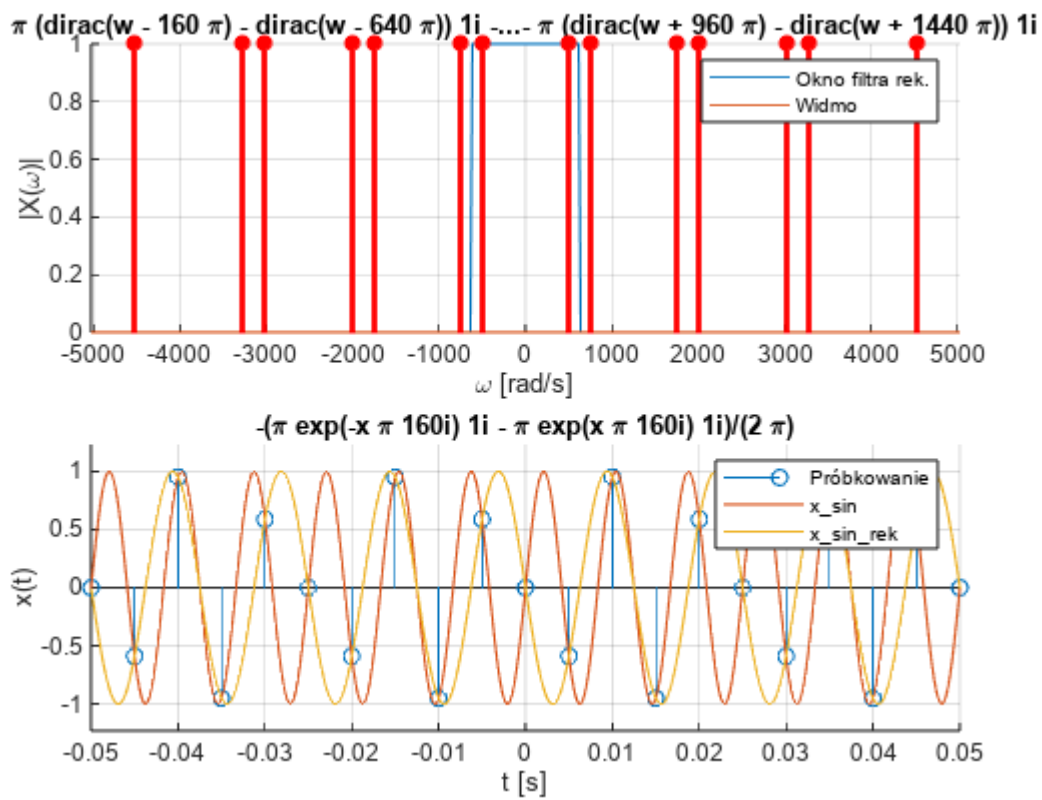 π (dirac(w - 160 π) - dirac(w - 640 π)) 1i -...- π (dirac(w + 960 π) - dirac(w + 1440 π)) 1i
1
0.8
0.6
0.4
0.2
0
|X(ω)|
Okno filtra rek.
Widmo
-5000 -4000 -3000 -2000 -1000 0 1000 2000 3000 4000 5000
ω [rad/s]
-(π exp(-x π 160i) 1i - π exp(x π 160i) 1i)/(2 π)
1
0.5
0
-0.5
-1
x(t)
Próbkowanie
x_sin
x_sin_rek
-0.05 -0.04 -0.03 -0.02 -0.01 0 0.01 0.02 0.03 0.04 0.05
t [s]